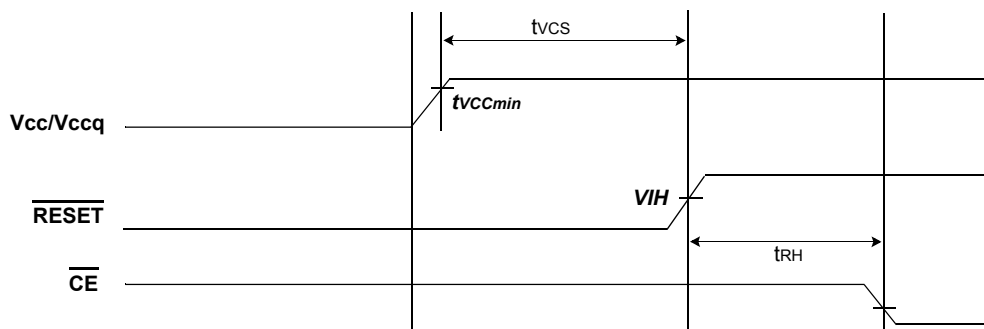 tVCS
tVCCmin
Vcc/Vccq
VIH
RESET
tRH
CE